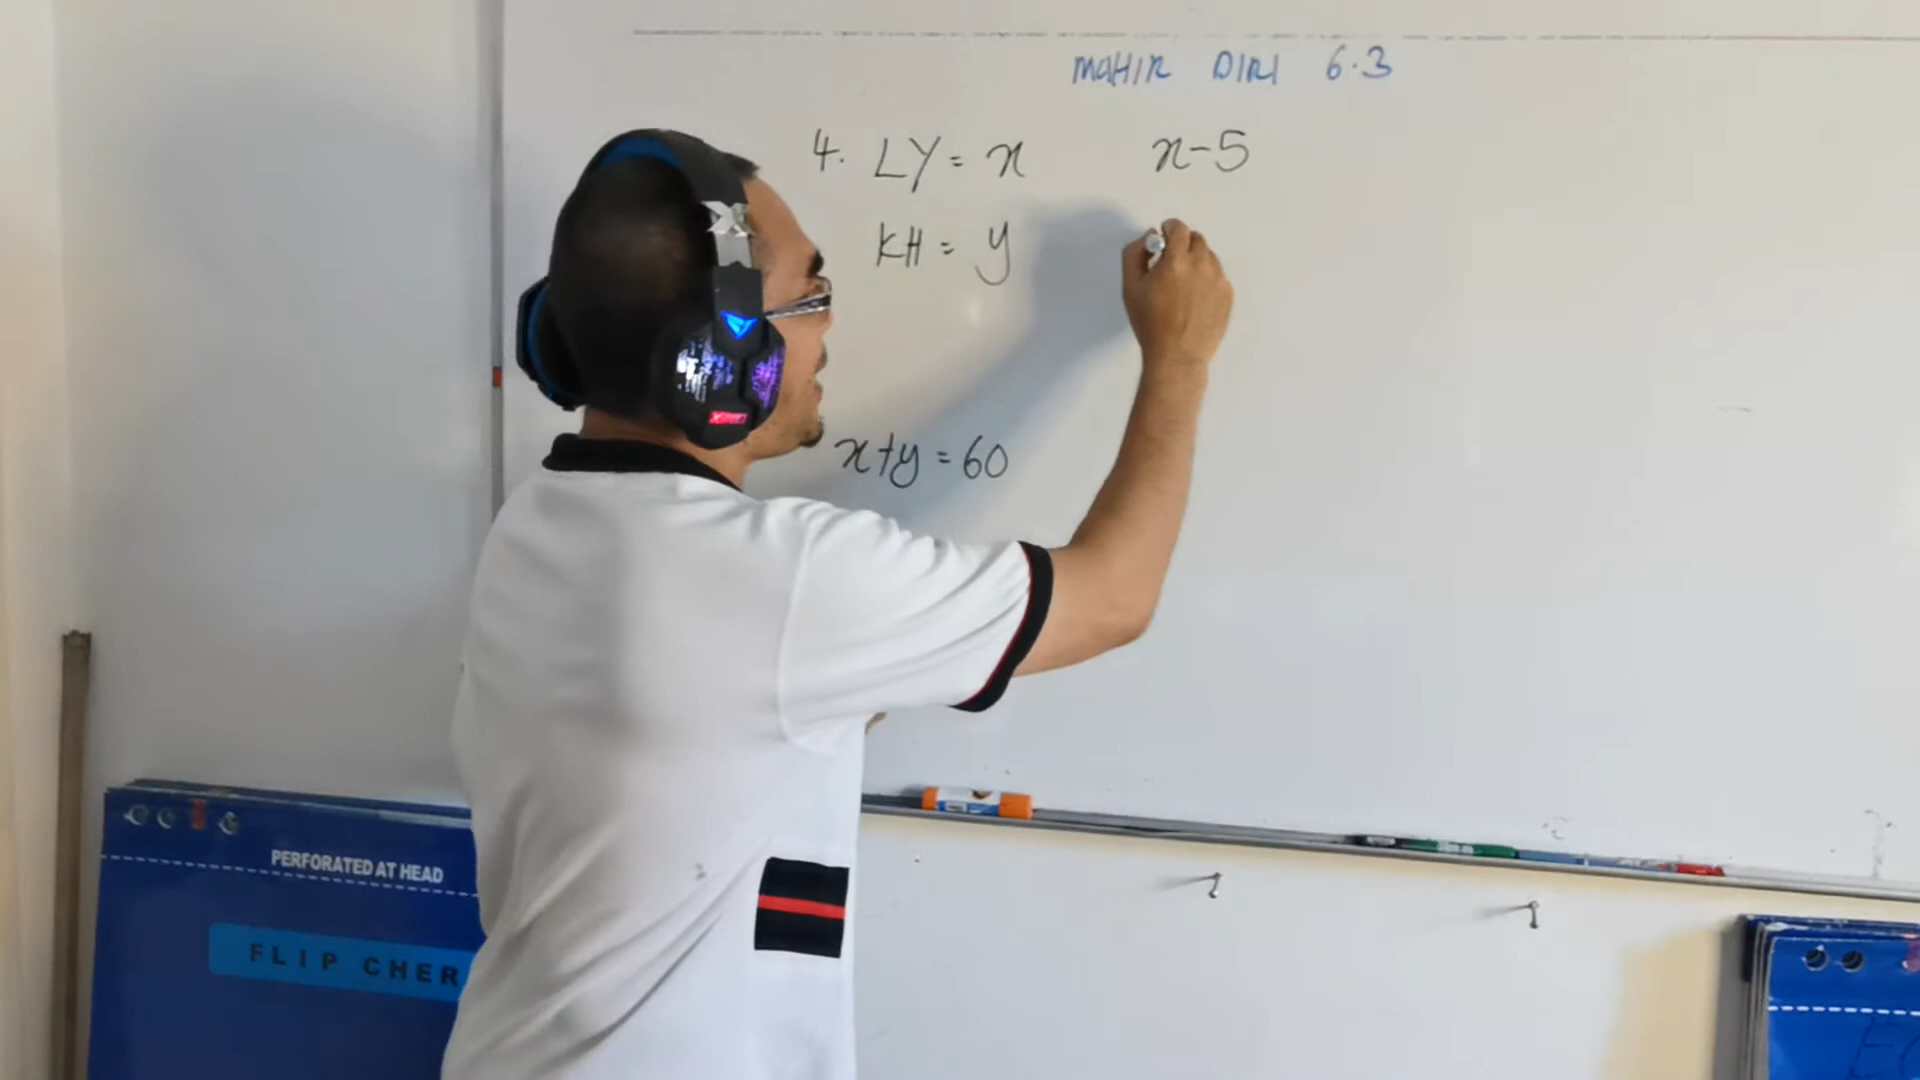 MAHIR DIRI 6.3
4. LY = x x-5
KH = y
x+y = 60
PERFORATED AT HEAD
FLIP CHER